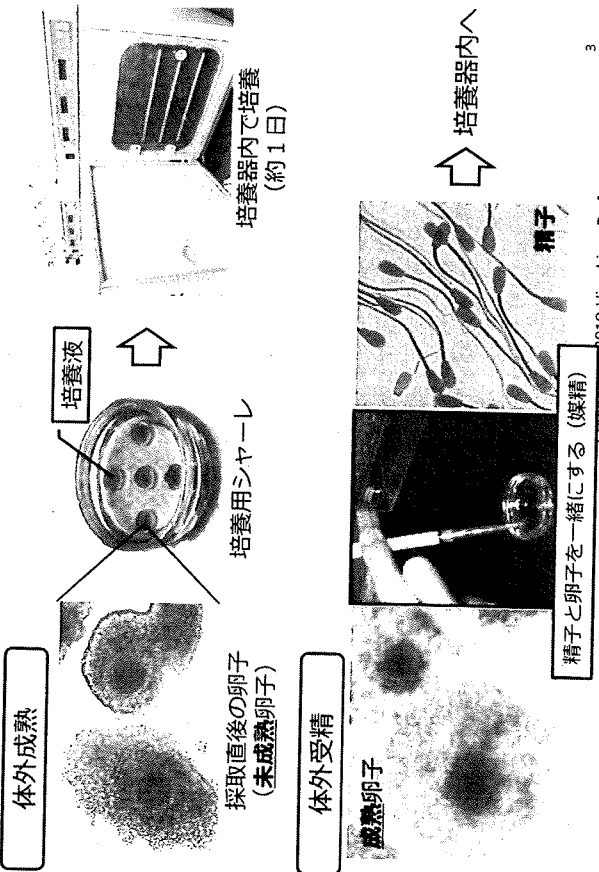 体外成熟
採取直後の卵子
(未成熟卵子)
培養液
培養用シャーレ
培養器内で培養
(約1日)
体外受精
成熟卵子
精子と卵子を一緒にする(媒精)
精子
培養器内へ
3